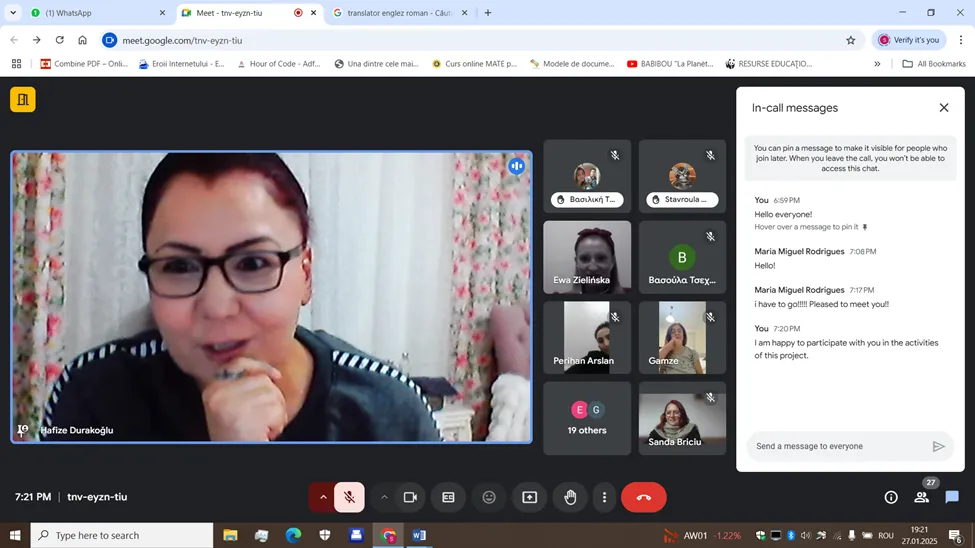 (1) WhatsApp
Meet - tnv-eyzn-tiu
translator englez roman - Căut
meet.google.com/tnv-eyzn-tiu
Verify it's you
Combine PDF – Onli...
Eroii Internetului - E...
Hour of Code - Adf...
Una dintre cele mai...
Curs online MATE p...
Modele de docume...
BABIBOU "La Planèt...
RESURSE EDUCAŢIO...
All Bookmarks
In-call messages
You can pin a message to make it visible for people who
join later. When you leave the call, you won't be able to
access this chat.
You 6:59 PM
Hello everyone!
Hover over a message to pin it
Maria Miguel Rodrigues 7:08 PM
Hello!
Maria Miguel Rodrigues 7:17 PM
i have to go!!!!! Pleased to meet you!!
You 7:20 PM
I am happy to participate with you in the activities
of this project.
Send a message to everyone
Βασιλική Τ...
Stavroula ...
Ewa Zielińska
B
Βασούλα Τσεχ...
Perihan Arslan
Gamze
E G
19 others
Sanda Briciu
Hafize Durakoğlu
7:21 PM | tnv-eyzn-tiu
27
Type here to search
AW01 -1.22%
ROU
19:21
27.01.2025
6